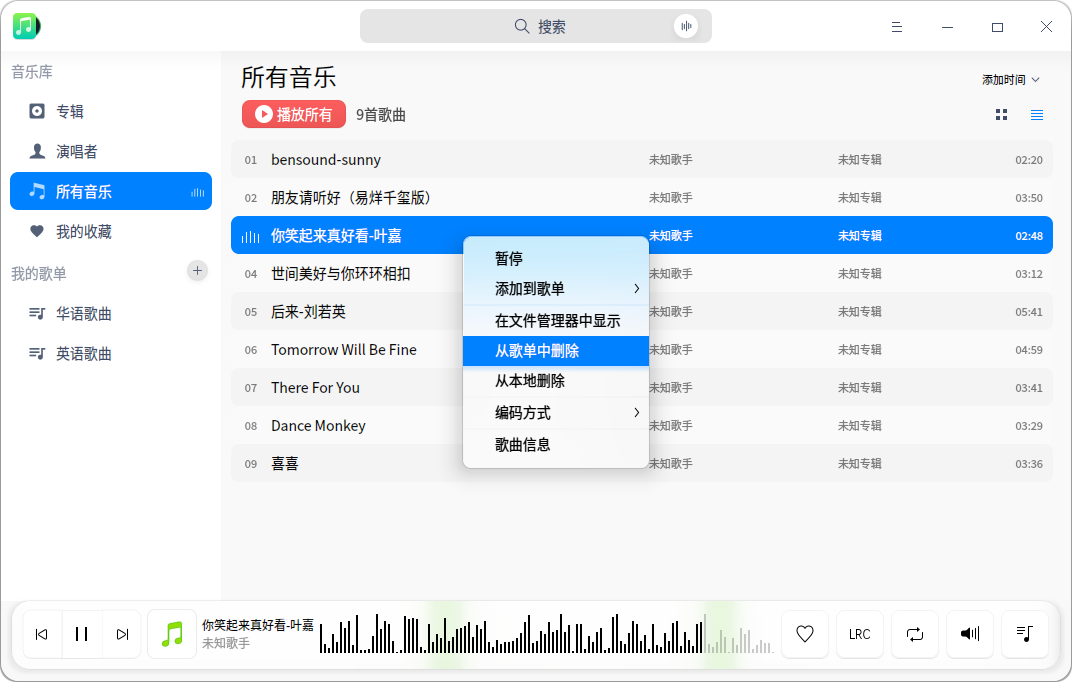 搜索
音乐库
专辑
演唱者
所有音乐
我的收藏
我的歌单
华语歌曲
英语歌曲
所有音乐
添加时间
播放所有 9首歌曲
01 bensound-sunny 未知歌手 未知专辑 02:20
02 朋友请听好（易烊千玺版） 未知歌手 未知专辑 03:50
你笑起来真好看-叶嘉 未知歌手 未知专辑 02:48
04 世间美好与你环环相扣 未知歌手 未知专辑 03:12
05 后来-刘若英 未知歌手 未知专辑 05:41
06 Tomorrow Will Be Fine 未知歌手 未知专辑 04:59
07 There For You 未知歌手 未知专辑 03:41
08 Dance Monkey 未知歌手 未知专辑 03:29
09 喜喜 未知歌手 未知专辑 03:36
暂停
添加到歌单
在文件管理器中显示
从歌单中删除
从本地删除
编码方式
歌曲信息
你笑起来真好看-叶嘉
未知歌手
LRC